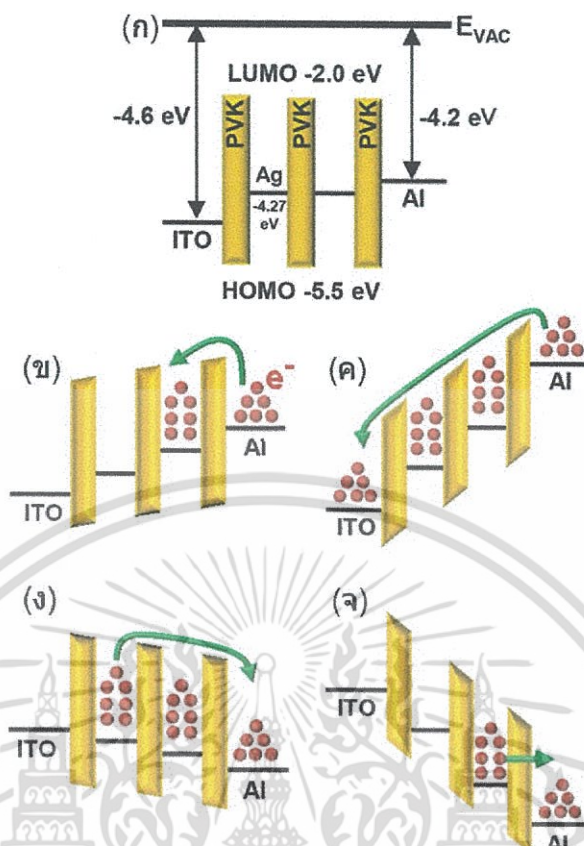 (ก)
E_VAC
LUMO -2.0 eV
-4.6 eV
PVK
PVK
PVK
-4.2 eV
Ag
-4.27
eV
ITO
Al
HOMO -5.5 eV
(ข)
e⁻
Al
ITO
(ค)
Al
ITO
(ง)
ITO
Al
(จ)
ITO
Al